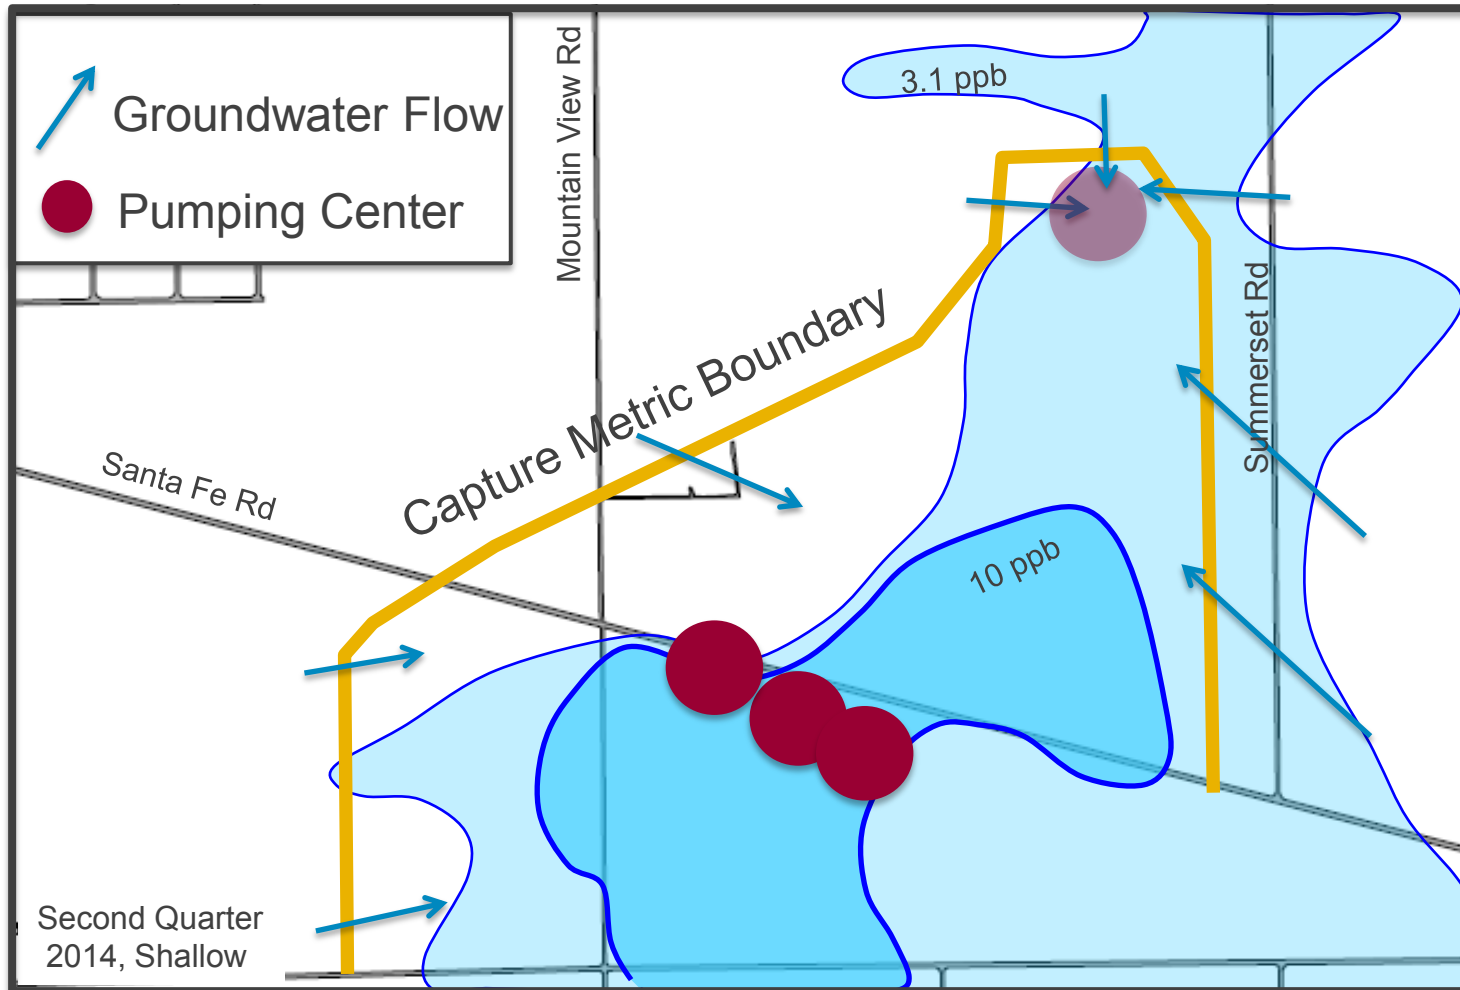 Groundwater Flow
Pumping Center
Mountain View Rd
3.1 ppb
Summerset Rd
Capture Metric Boundary
Santa Fe Rd
10 ppb
Second Quarter
2014, Shallow